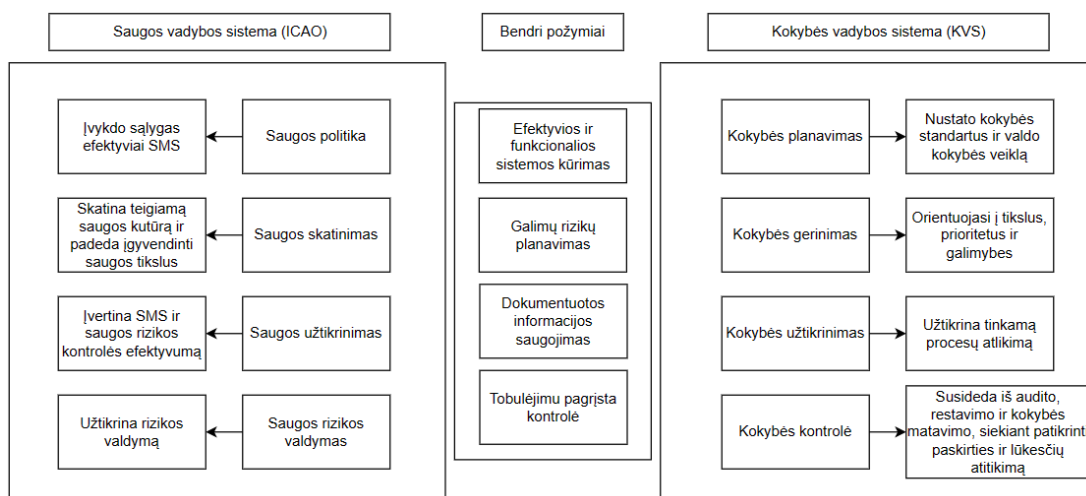 Saugos vadybos sistema (ICAO)
Bendri požymiai
Kokybės vadybos sistema (KVS)
Įvykdo sąlygas
efektyviai SMS
Saugos politika
Skatina teigiamą
saugos kutūrą ir
padeda įgyvendinti
saugos tikslus
Saugos skatinimas
Įvertina SMS ir
saugos rizikos
kontrolės efektyvumą
Saugos užtikrinimas
Užtikrina rizikos
valdymą
Saugos rizikos
valdymas
Efektyvios ir
funkcionalios
sistemos kūrimas
Galimų rizikų
planavimas
Dokumentuotos
informacijos
saugojimas
Tobulėjimu pagrįsta
kontrolė
Kokybės planavimas
Nustato kokybės
standartus ir valdo
kokybės veiklą
Kokybės gerinimas
Orientuojasi į tikslus,
prioritetus ir
galimybes
Kokybės užtikrinimas
Užtikrina tinkamą
procesų atlikimą
Kokybės kontrolė
Susideda iš audito,
restavimo ir kokybės
matavimo, siekiant patikrinti
paskirties ir lūkesčių
atitikimą